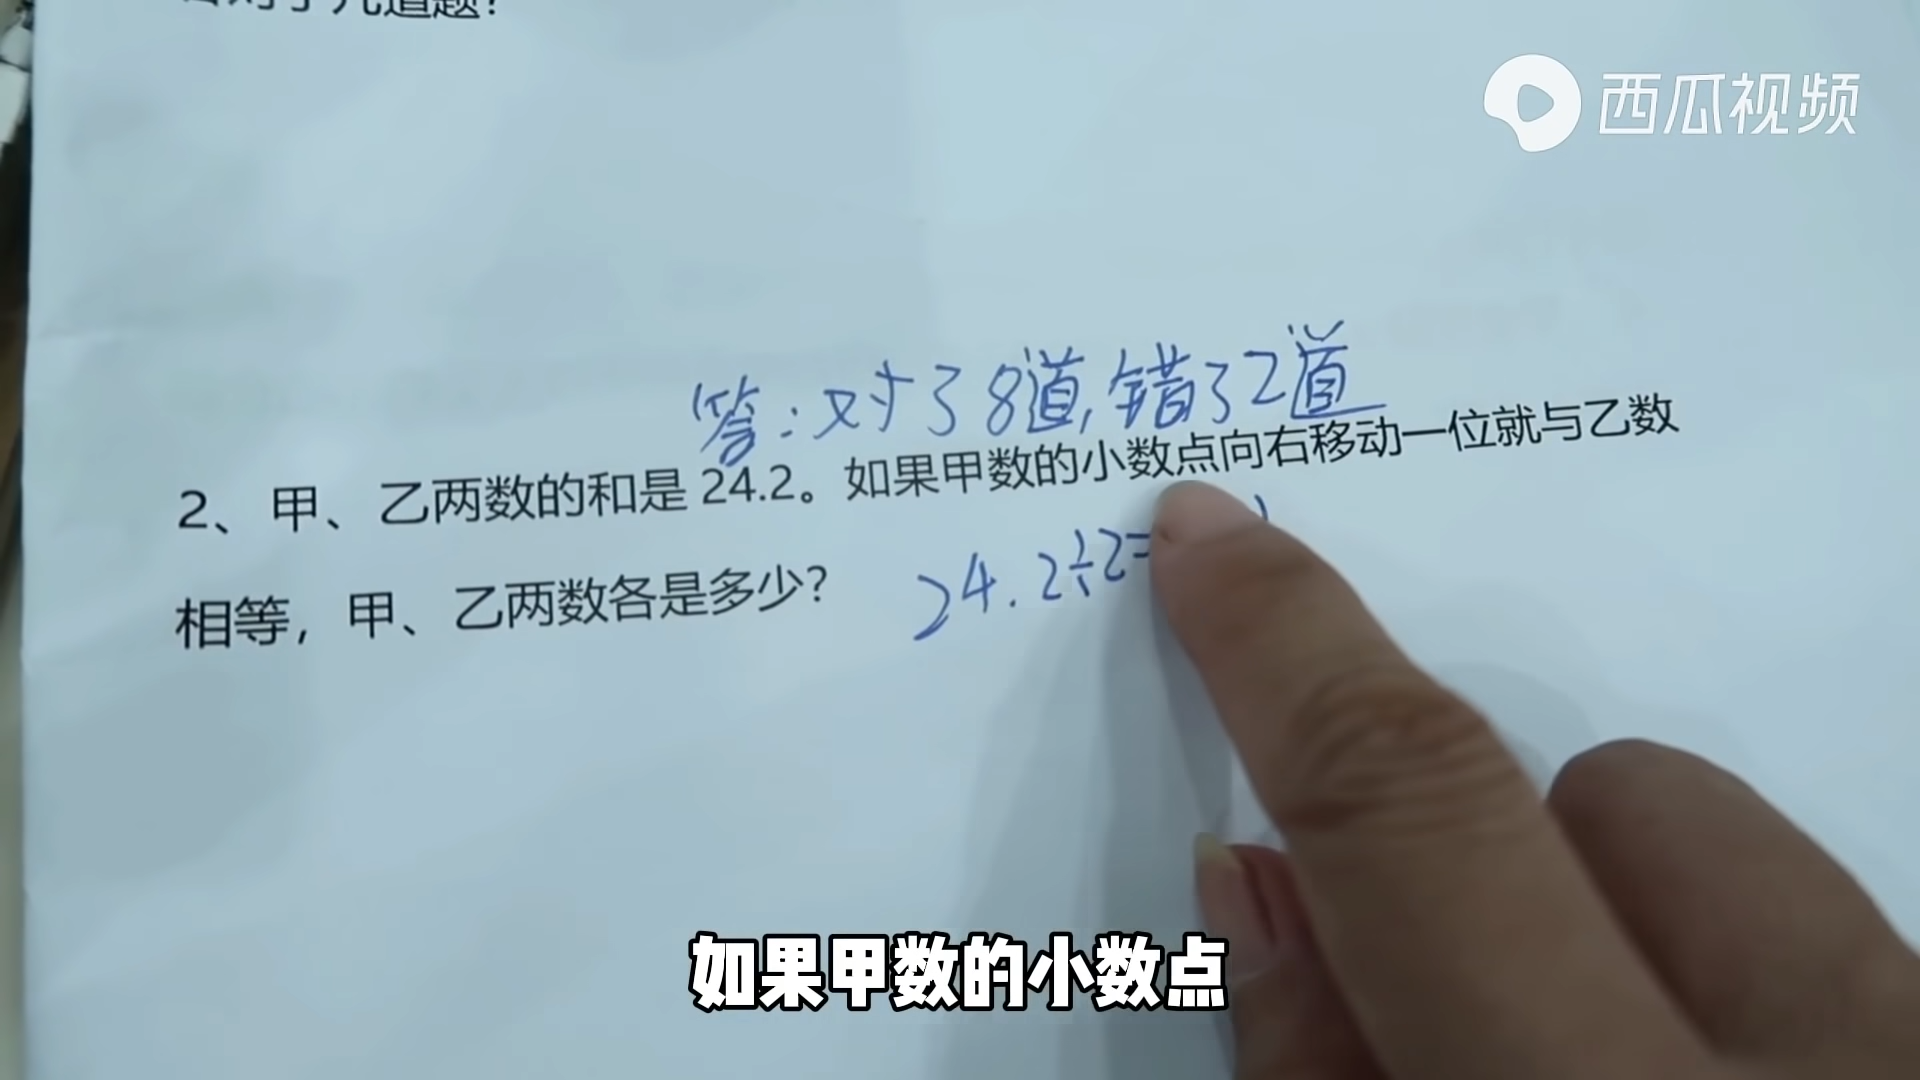 西瓜视频
答:对了8道,错了2道
2、甲、乙两数的和是 24.2。如果甲数的小数点向右移动一位就与乙数
相等，甲、乙两数各是多少?
24.2÷2=
如果甲数的小数点